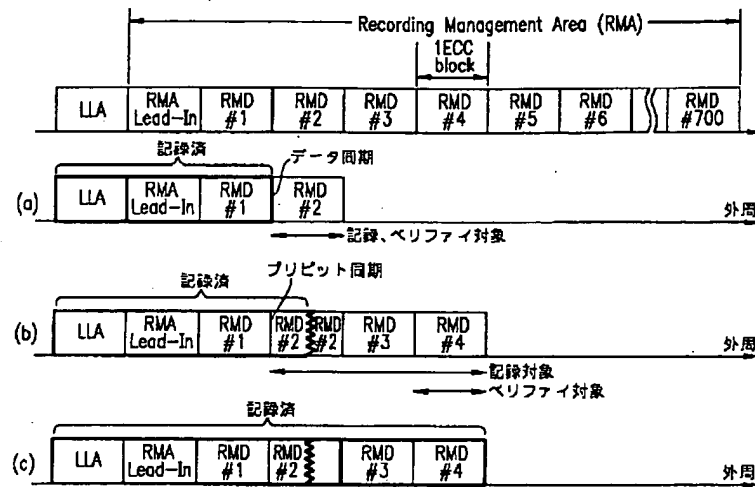 Recording Management Area (RMA)
1ECC
block
LLA RMA Lead-In RMD #1 RMD #2 RMD #3 RMD #4 RMD #5 RMD #6 RMD #700
記録済
データ同期
(a) LLA RMA Lead-In RMD #1 RMD #2 外周
記録、ベリファイ対象
記録済
プリピット同期
(b) LLA RMA Lead-In RMD #1 RMD #2 RMD #2 RMD #3 RMD #4 外周
記録対象
ベリファイ対象
記録済
(c) LLA RMA Lead-In RMD #1 RMD #2 RMD #3 RMD #4 外周